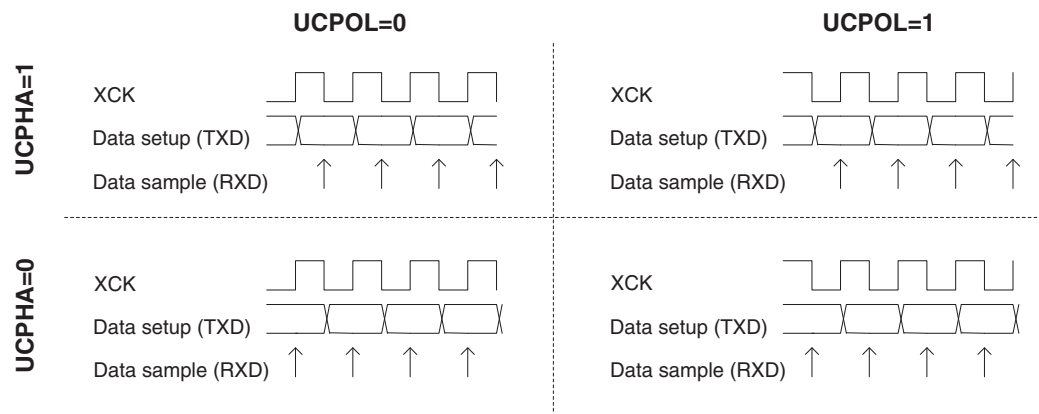 UCPOL=0
UCPOL=1
UCPHA=1
XCK
Data setup (TXD)
Data sample (RXD)
XCK
Data setup (TXD)
Data sample (RXD)
UCPHA=0
XCK
Data setup (TXD)
Data sample (RXD)
XCK
Data setup (TXD)
Data sample (RXD)